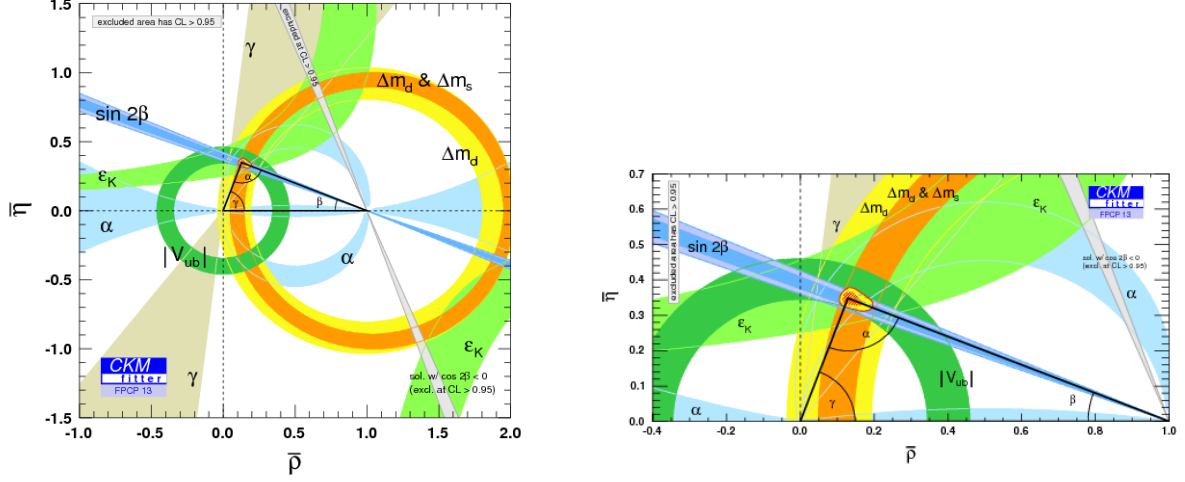 excluded area has CL > 0.95
excluded at CL > 0.95
γ
Δm_d & Δm_s
sin 2β
Δm_d
ε_K
α
α
γ
β
|V_ub|
α
ε_K
γ
CKM
fitter
FPCP 13
sol. w/ cos 2β < 0
(excl. at CL > 0.95)
1.5
1.0
0.5
0.0
-0.5
-1.0
-1.5
η̅
-1.0 -0.5 0.0 0.5 1.0 1.5 2.0
ρ̅
excluded area has CL > 0.95
γ
Δm_d
Δm_d & Δm_s
ε_K
CKM
fitter
FPCP 13
sin 2β
sol. w/ cos 2β < 0
(excl. at CL > 0.95)
α
ε_K
α
|V_ub|
γ
β
α
0.7
0.6
0.5
0.4
0.3
0.2
0.1
0.0
η̅
-0.4 -0.2 0.0 0.2 0.4 0.6 0.8 1.0
ρ̅